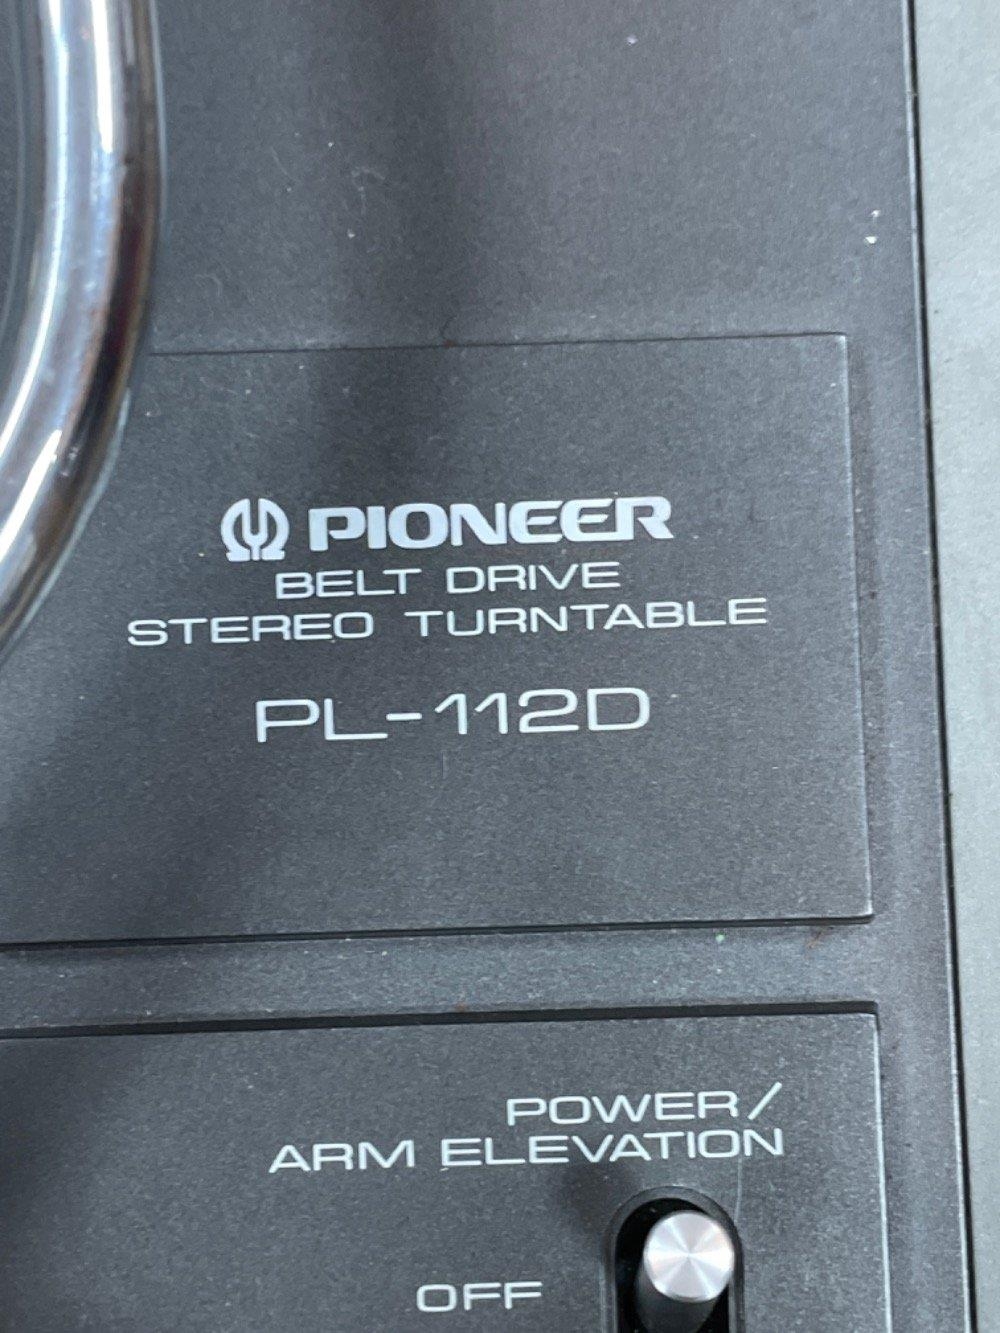 PIONEER
BELT DRIVE
STEREO TURNTABLE
PL-112D
POWER/
ARM ELEVATION
OFF